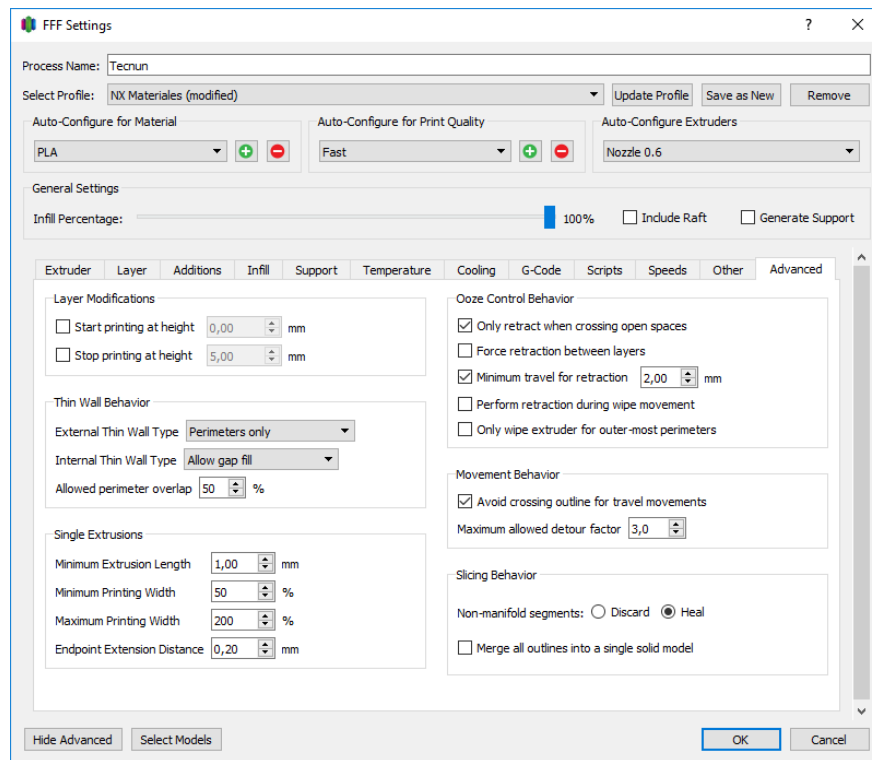 FFF Settings
?
Process Name: Tecnun
Select Profile: NX Materiales (modified) Update Profile Save as New Remove
Auto-Configure for Material Auto-Configure for Print Quality Auto-Configure Extruders
PLA Fast Nozzle 0.6
General Settings
Infill Percentage: 100% Include Raft Generate Support
Extruder Layer Additions Infill Support Temperature Cooling G-Code Scripts Speeds Other Advanced
Layer Modifications
Start printing at height 0,00 mm
Stop printing at height 5,00 mm
Thin Wall Behavior
External Thin Wall Type Perimeters only
Internal Thin Wall Type Allow gap fill
Allowed perimeter overlap 50 %
Single Extrusions
Minimum Extrusion Length 1,00 mm
Minimum Printing Width 50 %
Maximum Printing Width 200 %
Endpoint Extension Distance 0,20 mm
Ooze Control Behavior
Only retract when crossing open spaces
Force retraction between layers
Minimum travel for retraction 2,00 mm
Perform retraction during wipe movement
Only wipe extruder for outer-most perimeters
Movement Behavior
Avoid crossing outline for travel movements
Maximum allowed detour factor 3,0
Slicing Behavior
Non-manifold segments: Discard Heal
Merge all outlines into a single solid model
Hide Advanced Select Models OK Cancel